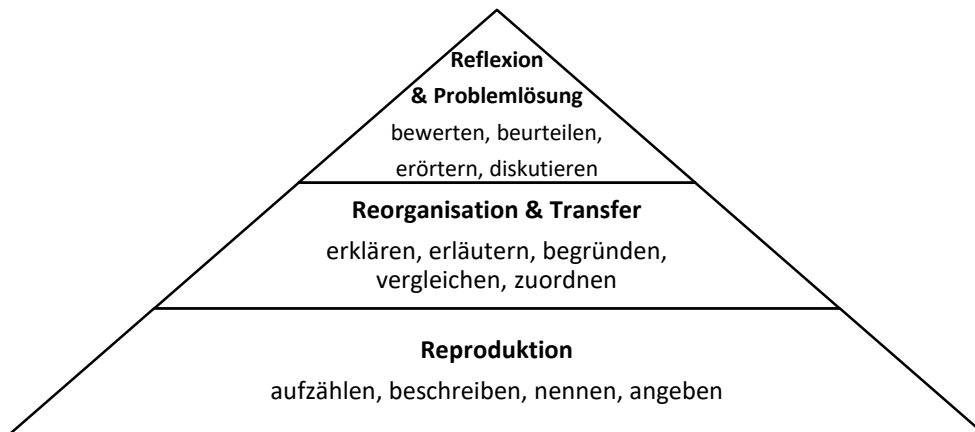 Reflexion
& Problemlösung
bewerten, beurteilen,
erörtern, diskutieren
Reorganisation & Transfer
erklären, erläutern, begründen,
vergleichen, zuordnen
Reproduktion
aufzählen, beschreiben, nennen, angeben